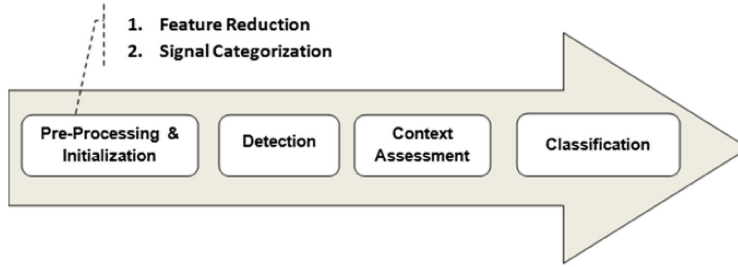 1. Feature Reduction
2. Signal Categorization
Pre-Processing &
Initialization
Detection
Context
Assessment
Classification